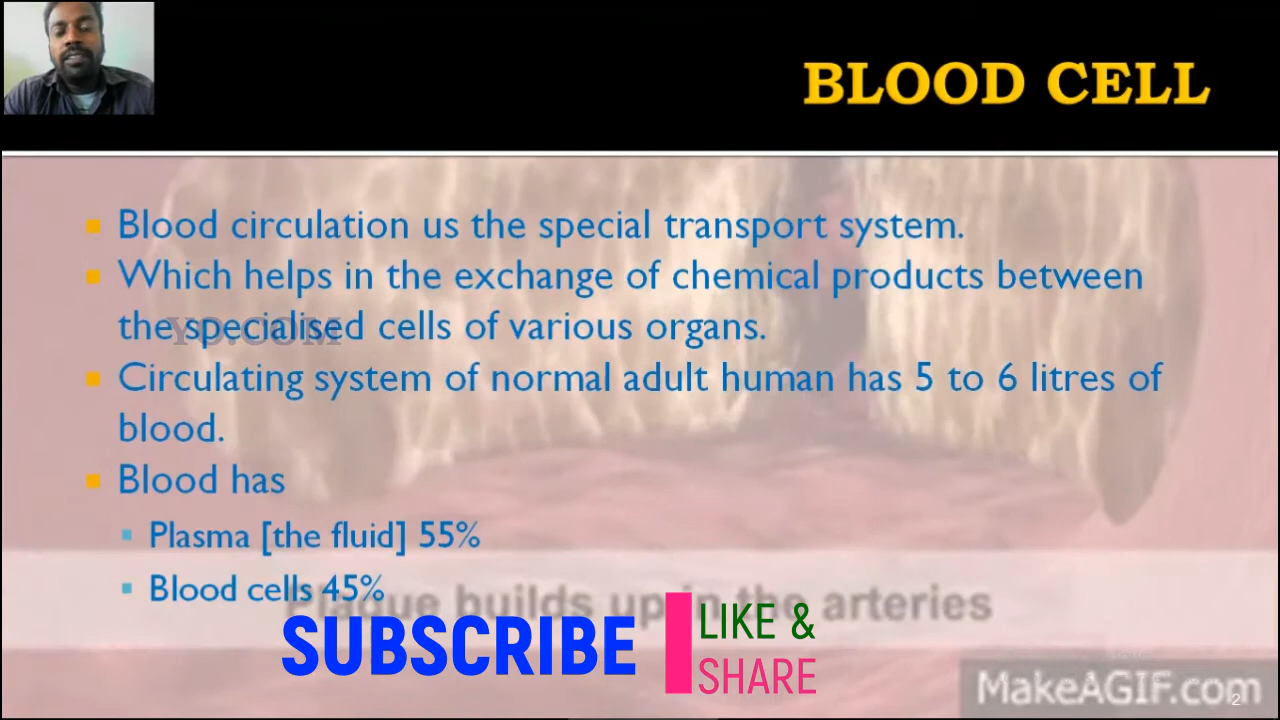 BLOOD CELL
Blood circulation us the special transport system.
Which helps in the exchange of chemical products between
the specialised cells of various organs.
Circulating system of normal adult human has 5 to 6 litres of
blood.
Blood has
Plasma [the fluid] 55%
Blood cells 45%
Plaque builds up in the arteries
SUBSCRIBE
LIKE &
SHARE
MakeAGIF.com
2